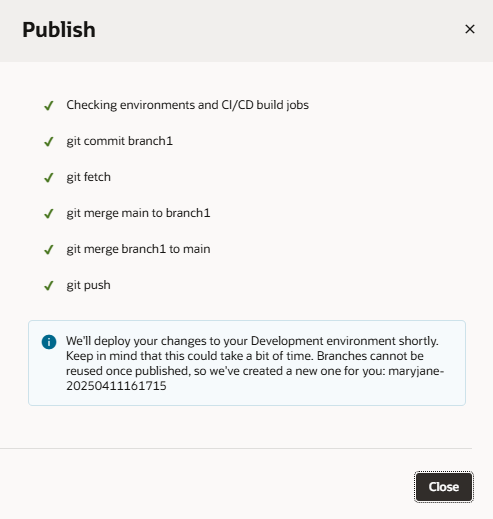 Publish
Checking environments and CI/CD build jobs
git commit branch1
git fetch
git merge main to branch1
git merge branch1 to main
git push
We'll deploy your changes to your Development environment shortly.
Keep in mind that this could take a bit of time. Branches cannot be
reused once published, so we've created a new one for you: maryjane-
20250411161715
Close